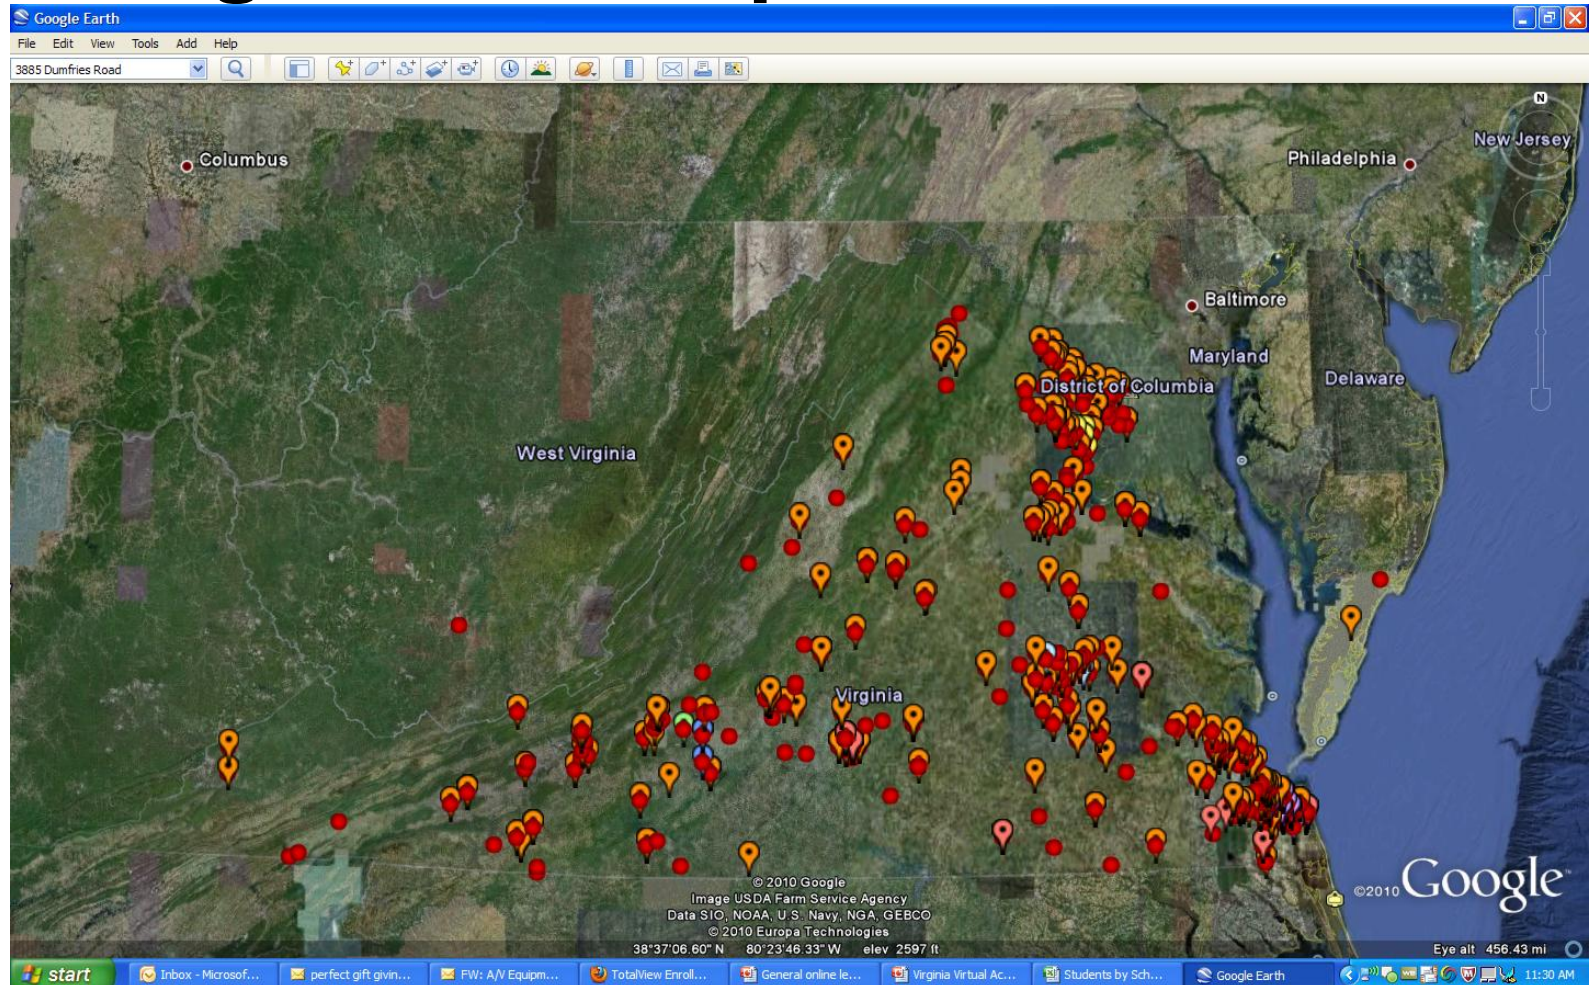 Google Earth
File Edit View Tools Add Help
3885 Dumfries Road
N
New Jersey
Columbus
Philadelphia
Baltimore
Maryland
District of Columbia
Delaware
West Virginia
Virginia
© 2010 Google
Image USDA Farm Service Agency
Data SIO, NOAA, U.S. Navy, NGA, GEBCO
© 2010 Europa Technologies
©2010 Google
38°37'06.60" N 80°23'46.33" W elev 2597 ft
Eye alt 456.43 mi
start
Inbox - Microsof...
perfect gift givin...
FW: A/V Equipm...
TotalView Enroll...
General online le...
Virginia Virtual Ac...
Students by Sch...
Google Earth
11:30 AM